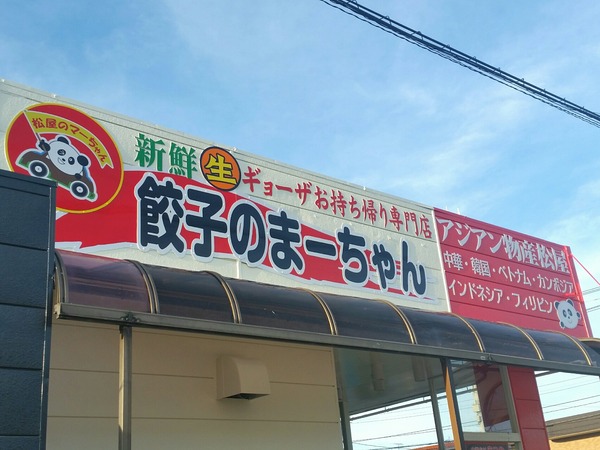 松屋のマーちゃん
新鮮生ギョーザお持ち帰り専門店
餃子のまーちゃん
アジアン物産松屋
中華・韓国・ベトナム・カンボジア
インドネシア・フィリピン